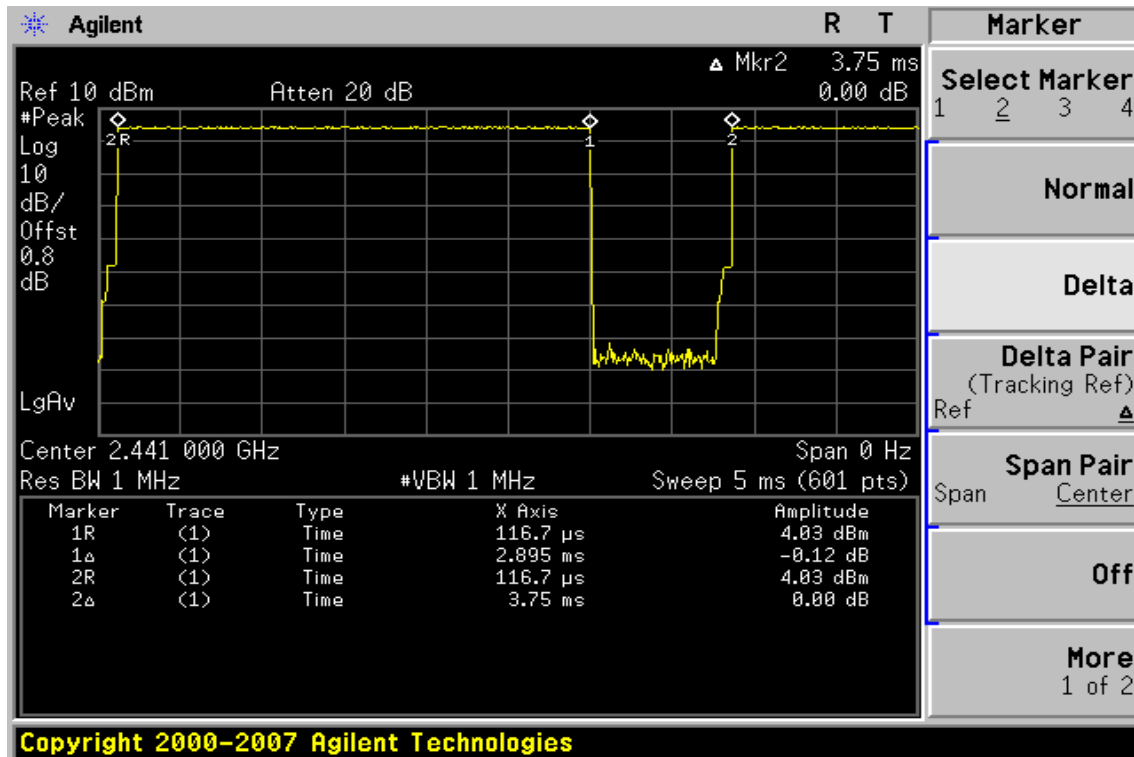 Agilent R T
Marker
▵ Mkr2 3.75 ms
Ref 10 dBm Atten 20 dB 0.00 dB
#Peak
Log
10
dB/
Offst
0.8
dB
LgAv
2R
1
2
Center 2.441 000 GHz Span 0 Hz
Res BW 1 MHz #VBW 1 MHz Sweep 5 ms (601 pts)
Marker Trace Type X Axis Amplitude
1R (1) Time 116.7 µs 4.03 dBm
1▵ (1) Time 2.895 ms -0.12 dB
2R (1) Time 116.7 µs 4.03 dBm
2▵ (1) Time 3.75 ms 0.00 dB
Select Marker
1 2 3 4
Normal
Delta
Delta Pair
(Tracking Ref)
Ref ▵
Span Pair
Span Center
Off
More
1 of 2
Copyright 2000-2007 Agilent Technologies